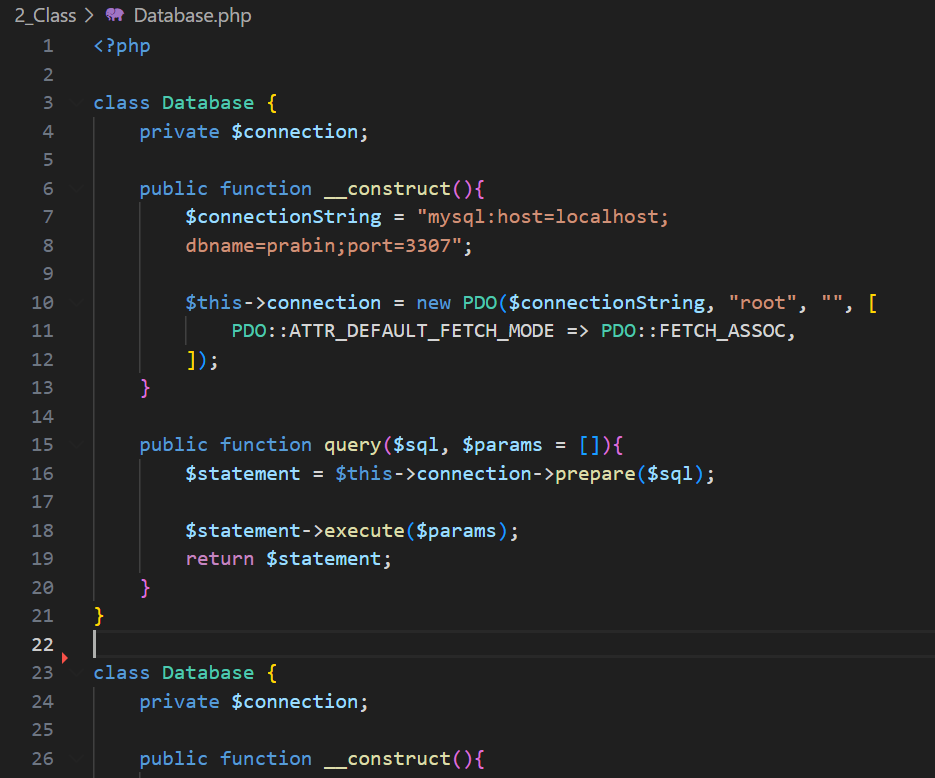 2_Class > Database.php
1 <?php
2
3 class Database {
4     private $connection;
5
6     public function __construct(){
7         $connectionString = "mysql:host=localhost;
8         dbname=prabin;port=3307";
9
10         $this->connection = new PDO($connectionString, "root", "", [
11             PDO::ATTR_DEFAULT_FETCH_MODE => PDO::FETCH_ASSOC,
12         ]);
13     }
14
15     public function query($sql, $params = []){
16         $statement = $this->connection->prepare($sql);
17
18         $statement->execute($params);
19         return $statement;
20     }
21 }
22
23 class Database {
24     private $connection;
25
26     public function __construct(){